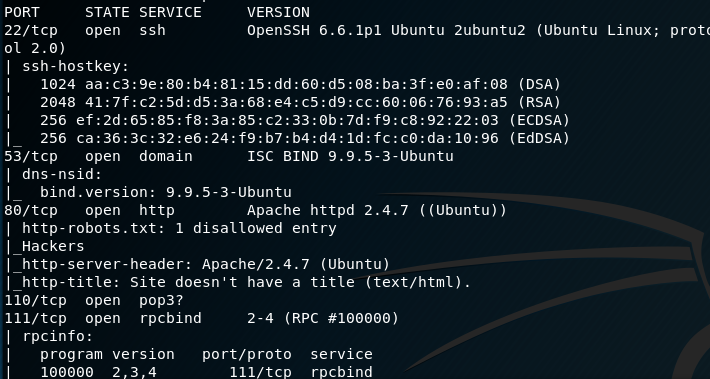 PORT     STATE SERVICE     VERSION
22/tcp   open  ssh         OpenSSH 6.6.1p1 Ubuntu 2ubuntu2 (Ubuntu Linux; proto
ol 2.0)
| ssh-hostkey:
|   1024 aa:c3:9e:80:b4:81:15:dd:60:d5:08:ba:3f:e0:af:08 (DSA)
|   2048 41:7f:c2:5d:d5:3a:68:e4:c5:d9:cc:60:06:76:93:a5 (RSA)
|   256 ef:2d:65:85:f8:3a:85:c2:33:0b:7d:f9:c8:92:22:03 (ECDSA)
|_  256 ca:36:3c:32:e6:24:f9:b7:b4:d4:1d:fc:c0:da:10:96 (EdDSA)
53/tcp   open  domain      ISC BIND 9.9.5-3-Ubuntu
| dns-nsid:
|_  bind.version: 9.9.5-3-Ubuntu
80/tcp   open  http        Apache httpd 2.4.7 ((Ubuntu))
| http-robots.txt: 1 disallowed entry
|_Hackers
|_http-server-header: Apache/2.4.7 (Ubuntu)
|_http-title: Site doesn't have a title (text/html).
110/tcp  open  pop3?
111/tcp  open  rpcbind     2-4 (RPC #100000)
| rpcinfo:
|   program version   port/proto  service
|   100000  2,3,4        111/tcp  rpcbind